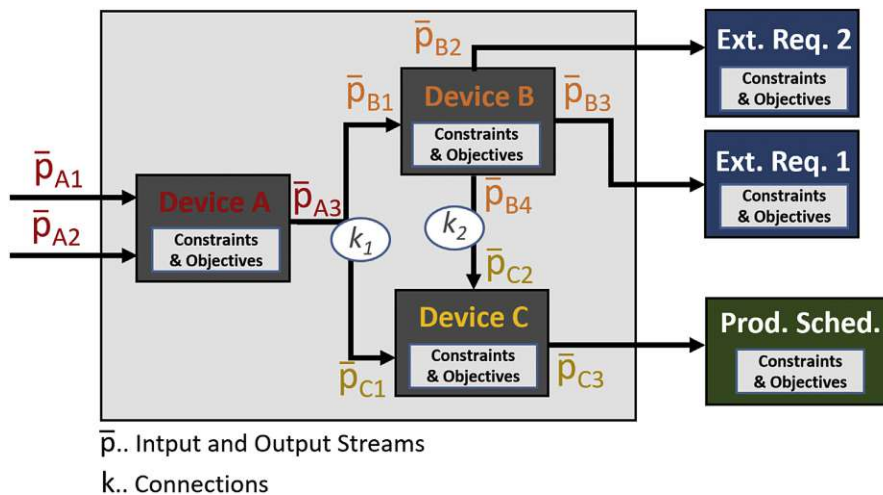 p̄B2
Ext. Req. 2
Constraints
& Objectives
p̄B1
Device B
Constraints
& Objectives
p̄B3
Ext. Req. 1
Constraints
& Objectives
p̄A1
p̄A2
Device A
Constraints
& Objectives
p̄A3
k1
p̄B4
k2
p̄C2
Device C
Constraints
& Objectives
p̄C1
p̄C3
Prod. Sched.
Constraints
& Objectives
p̄.. Intput and Output Streams
k.. Connections